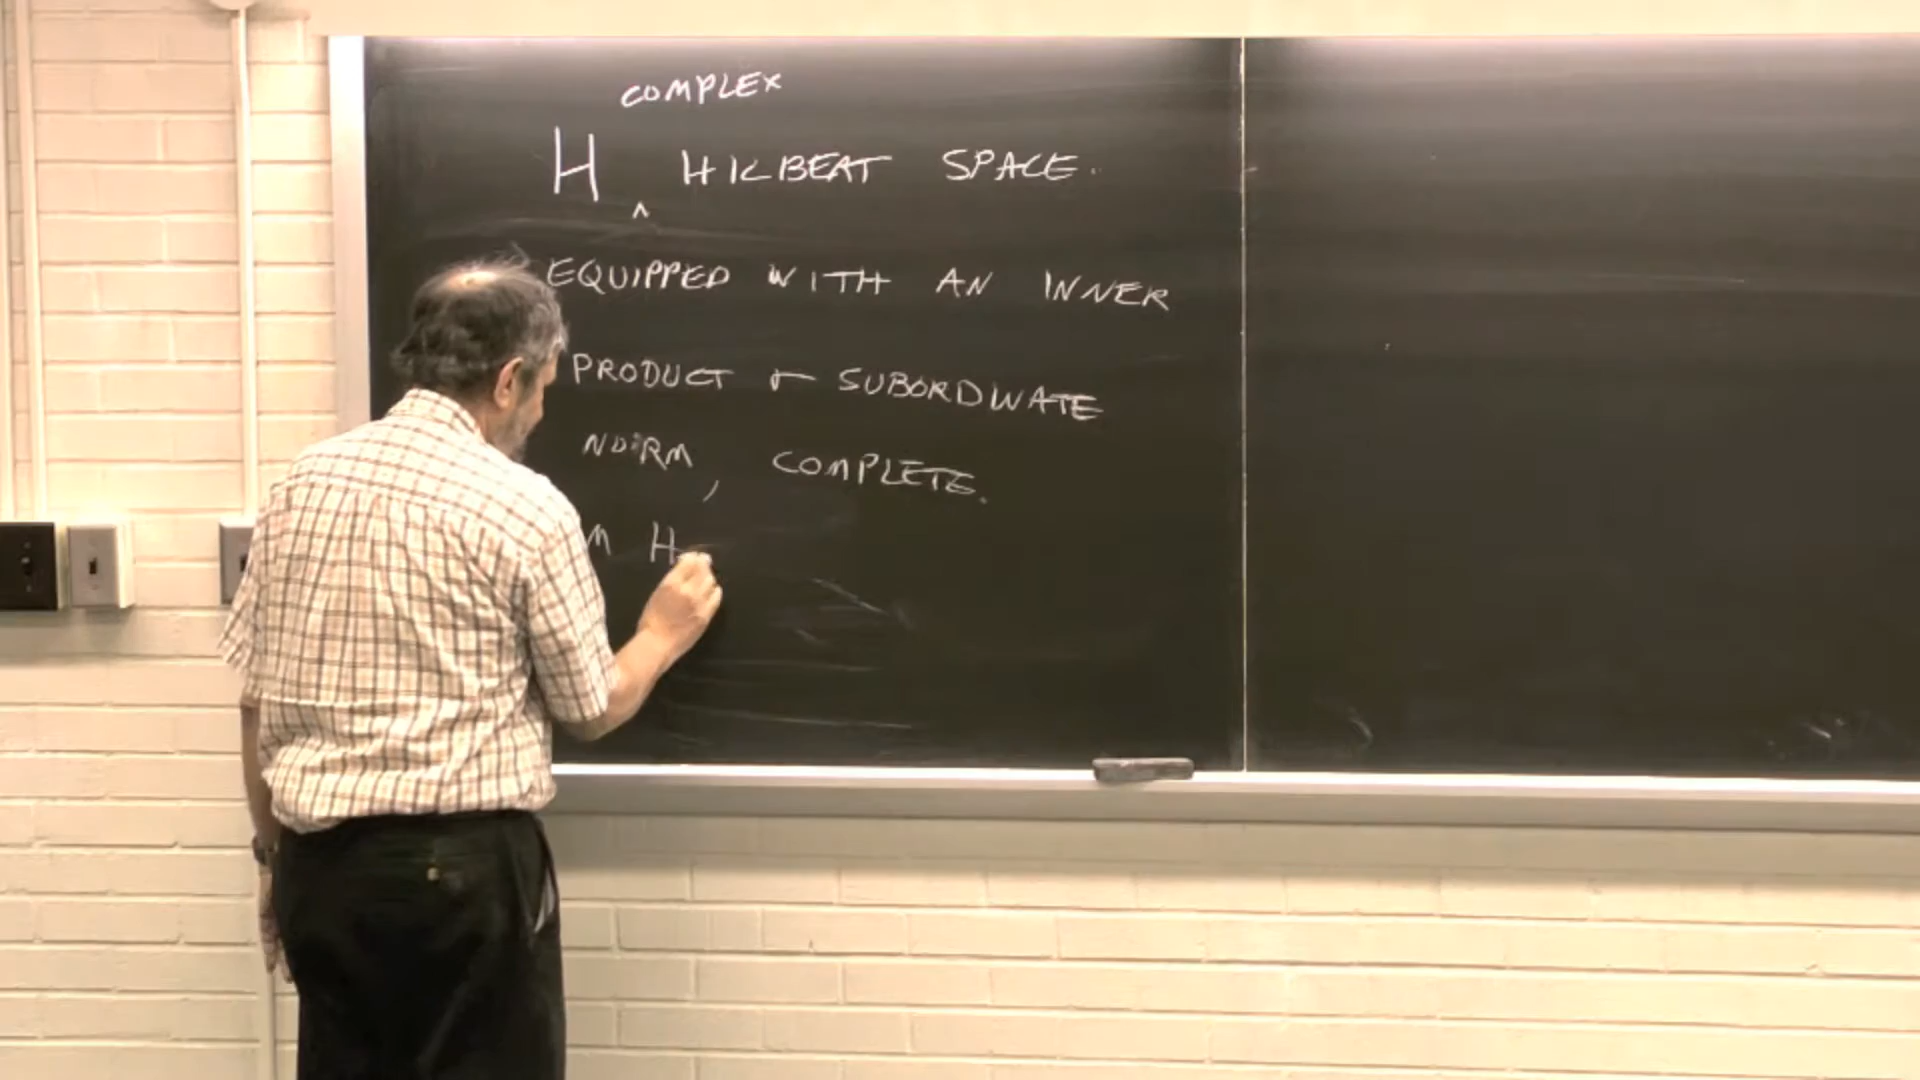 COMPLEX
H ^ HILBERT SPACE.
EQUIPPED WITH AN INNER
PRODUCT & SUBORDINATE
NORM, COMPLETE.
M H